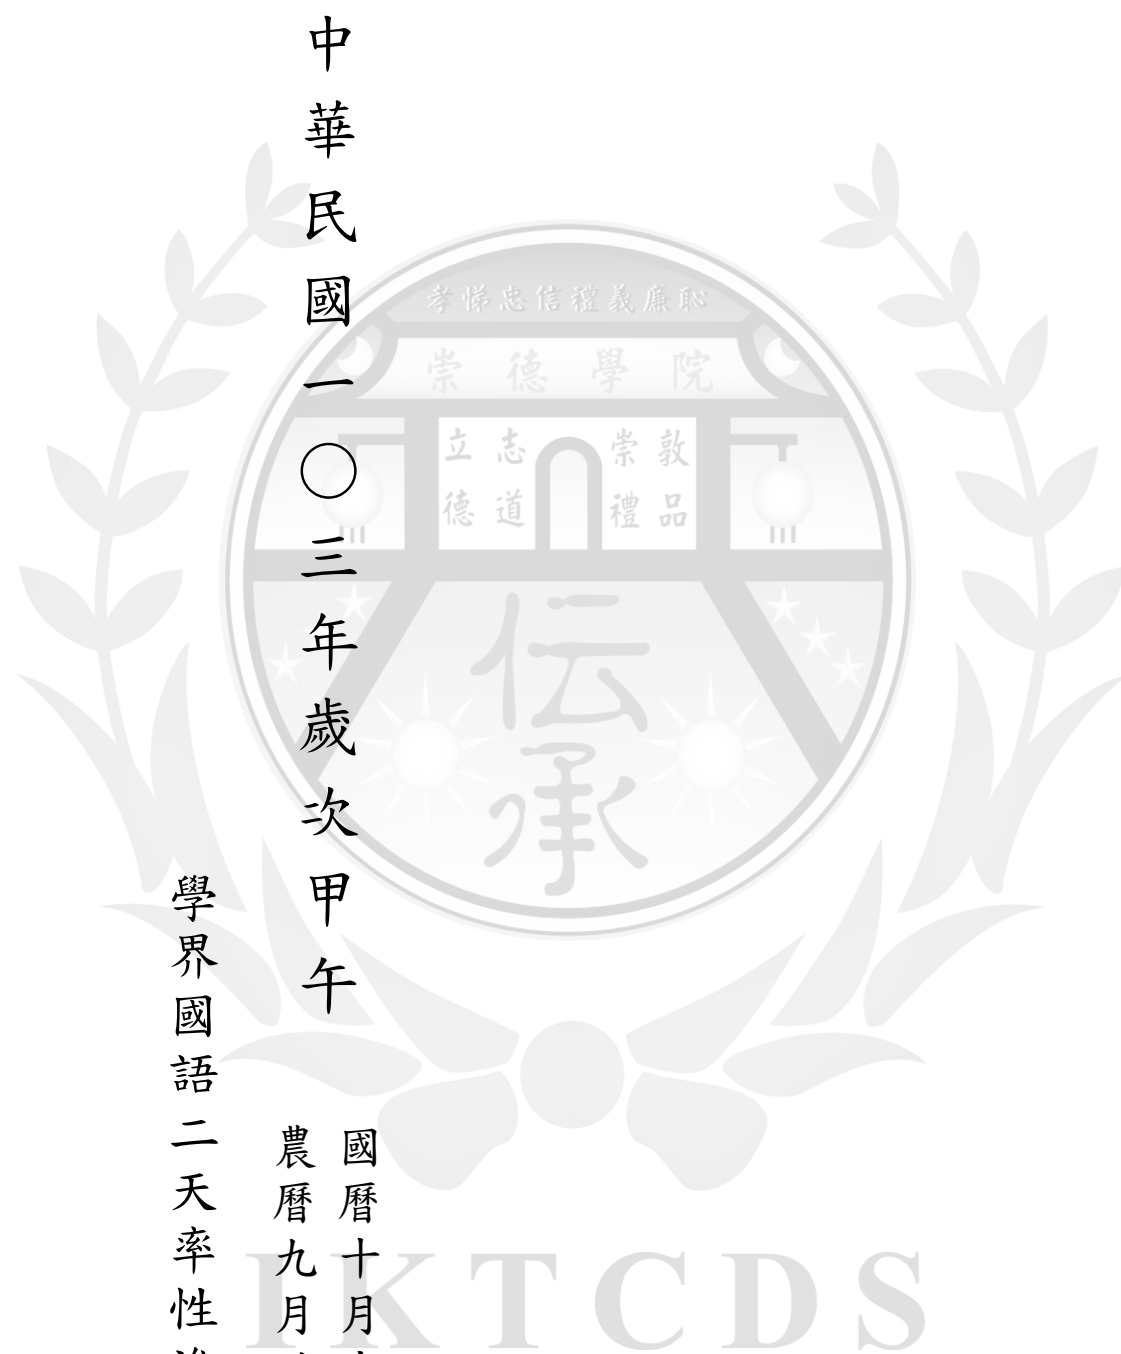 中華民國一〇三年歲次甲午
國曆十月
農曆九月
學界國語二天率性
孝悌忠信禮義廉恥
崇德學院
敦品崇禮
立志
德道
伝承
IKTCDS